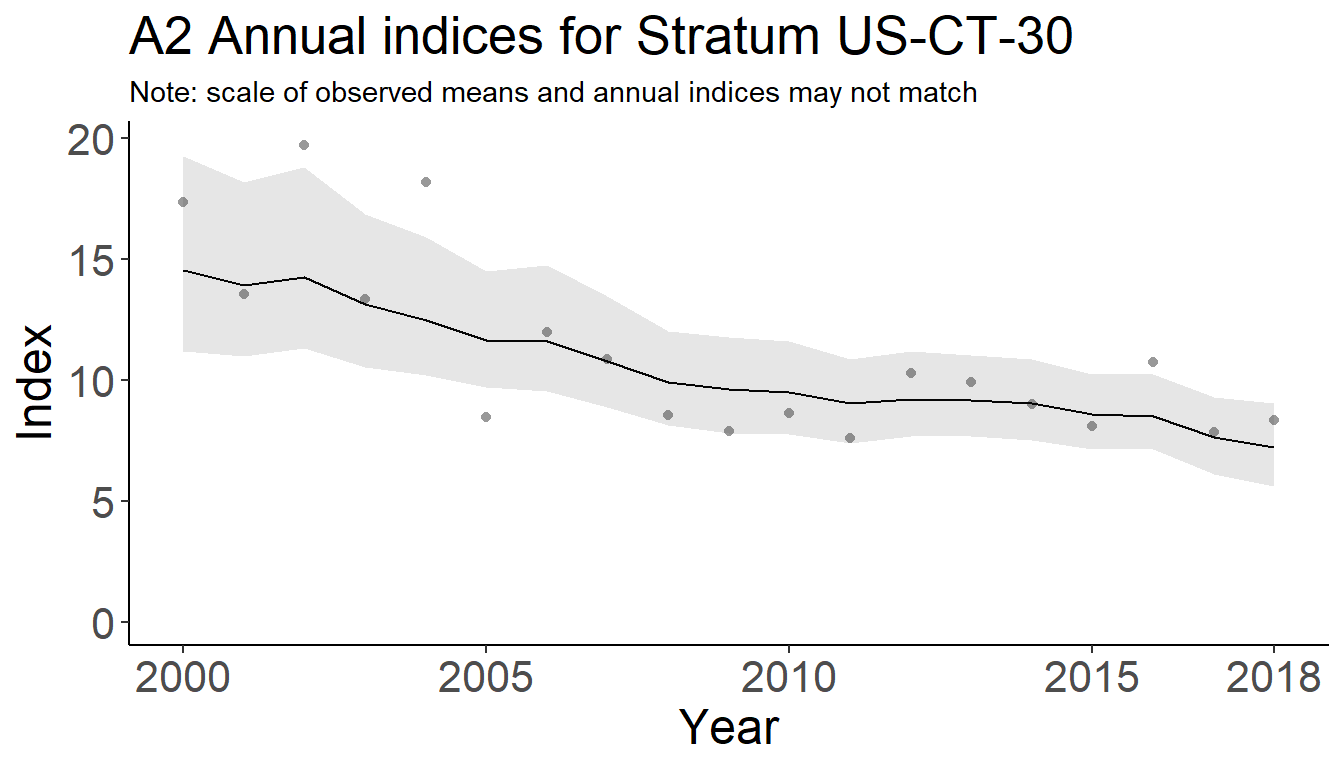 A2 Annual indices for Stratum US-CT-30
Note: scale of observed means and annual indices may not match
20
15
10
5
0
Index
2000 2005 2010 2015 2018
Year